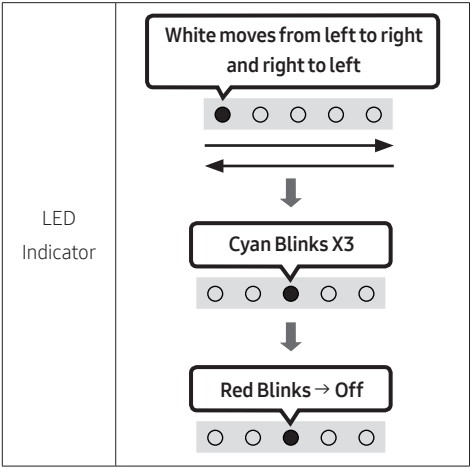 White moves from left to right
and right to left
LED
Indicator
Cyan Blinks X3
Red Blinks → Off